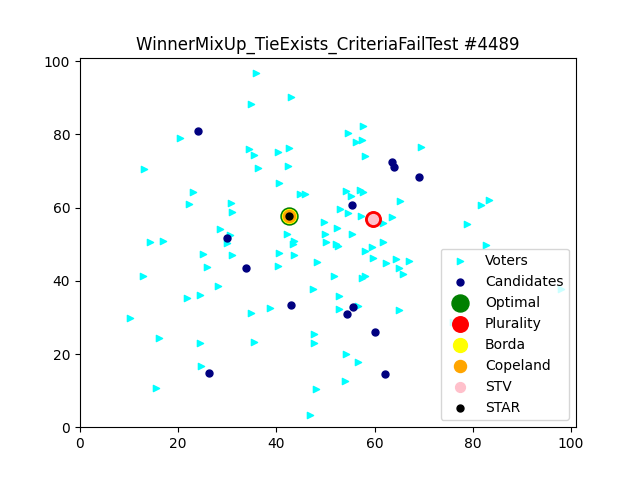 WinnerMixUp_TieExists_CriteriaFailTest #4489
100
80
60
40
20
0
Voters
Candidates
Optimal
Plurality
Borda
Copeland
STV
STAR
0 20 40 60 80 100